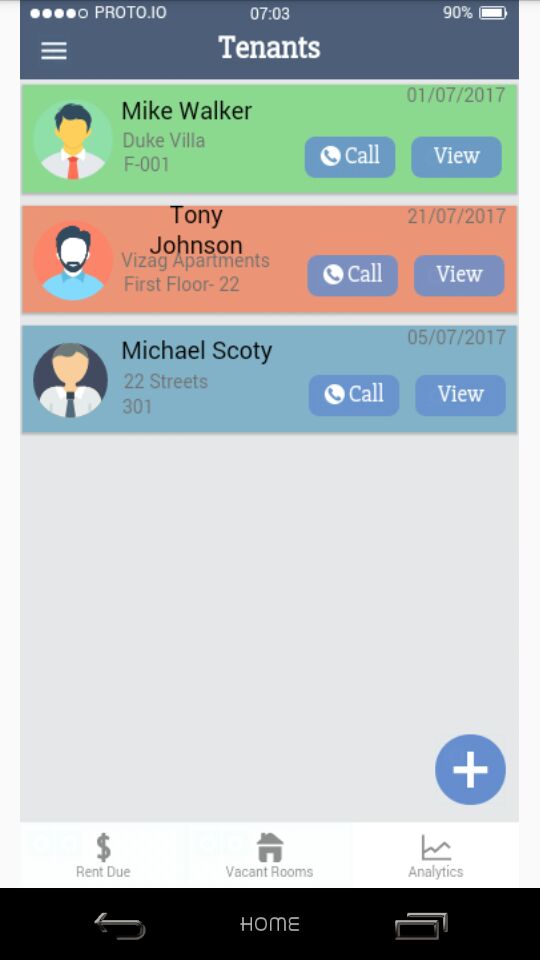 PROTO.IO 07:03 90%
Tenants
01/07/2017
Mike Walker
Duke Villa
F-001
Call View
21/07/2017
Tony
Johnson
Vizag Apartments
First Floor- 22
Call View
05/07/2017
Michael Scoty
22 Streets
301
Call View
Rent Due Vacant Rooms Analytics
HOME